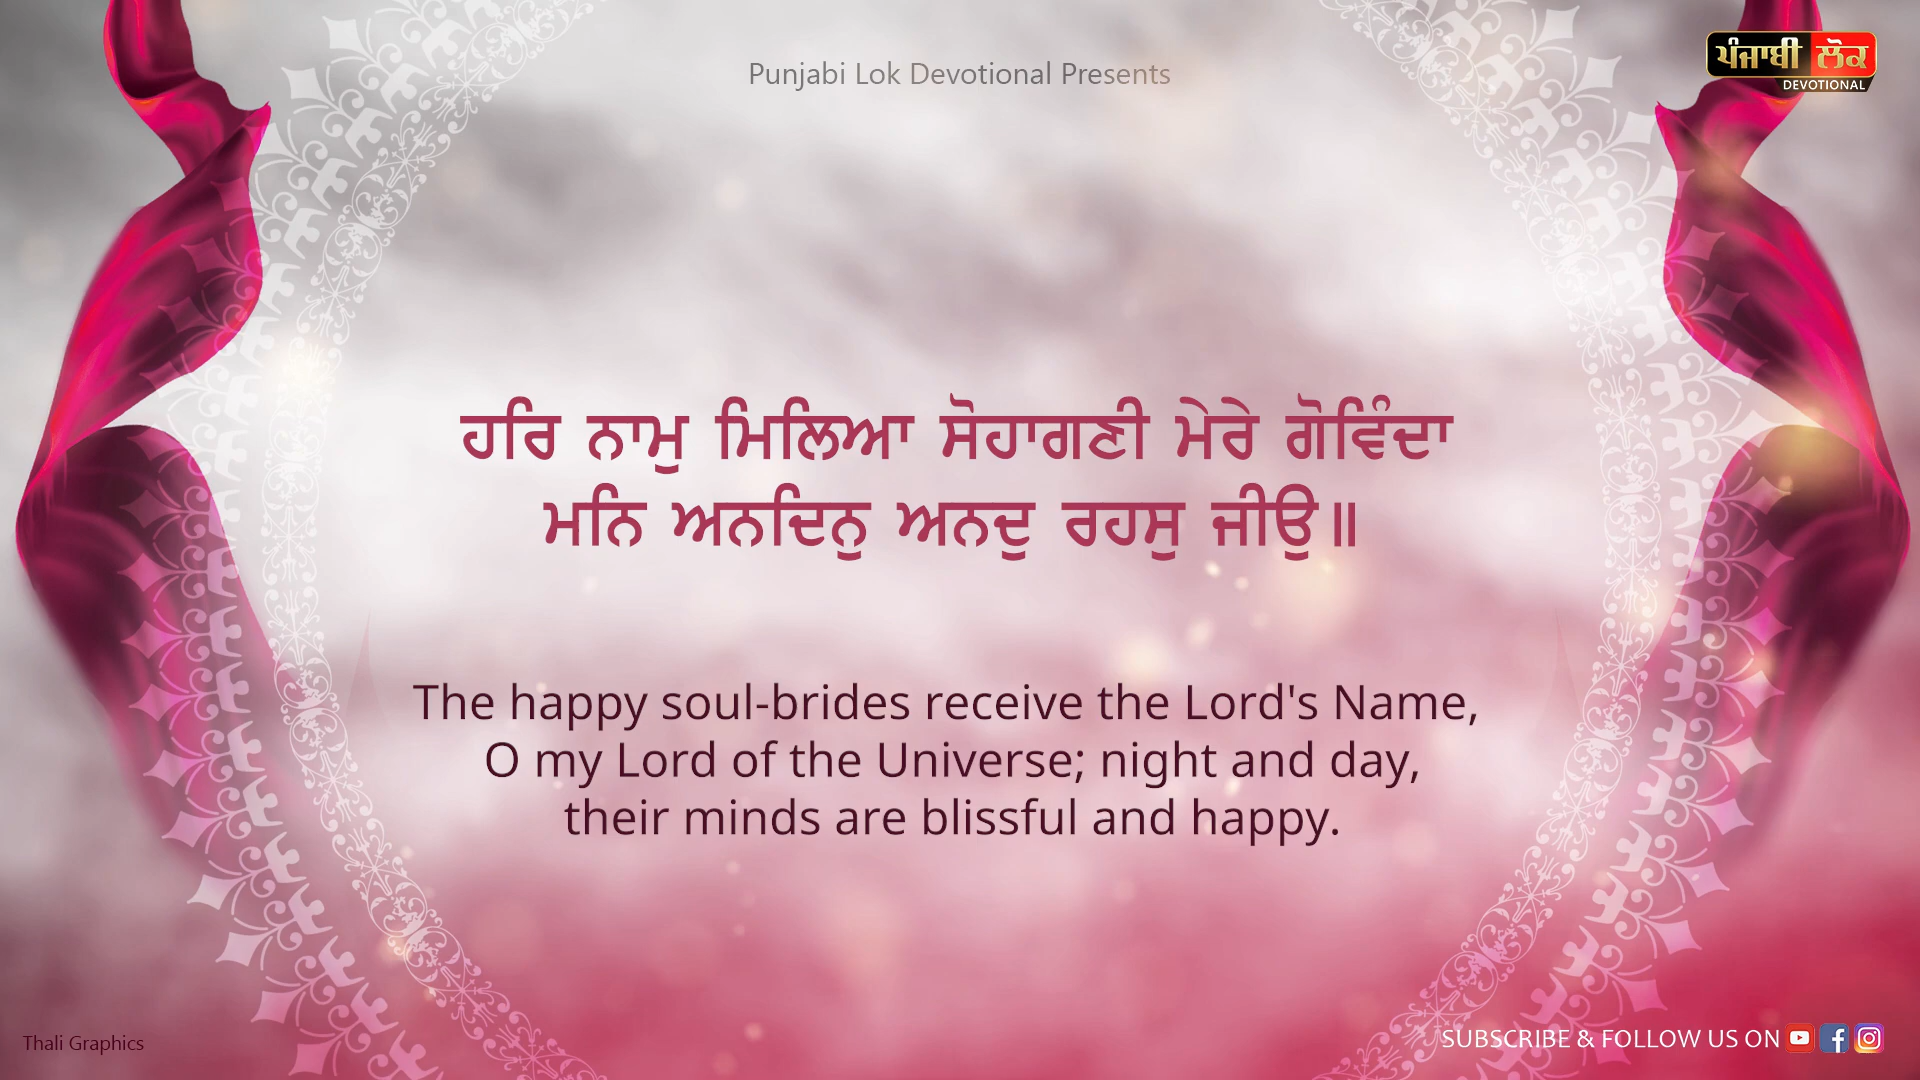 Punjabi Lok Devotional Presents
ਪੰਜਾਬੀ ਲੋਕ
DEVOTIONAL
ਹਰਿ ਨਾਮੁ ਮਿਲਿਆ ਸੋਹਾਗਣੀ ਮੇਰੇ ਗੋਵਿੰਦਾ
ਮਨਿ ਅਨਦਿਨੁ ਅਨਦੁ ਰਹਸੁ ਜੀਉ॥
The happy soul-brides receive the Lord's Name,
O my Lord of the Universe; night and day,
their minds are blissful and happy.
Thali Graphics
SUBSCRIBE & FOLLOW US ON